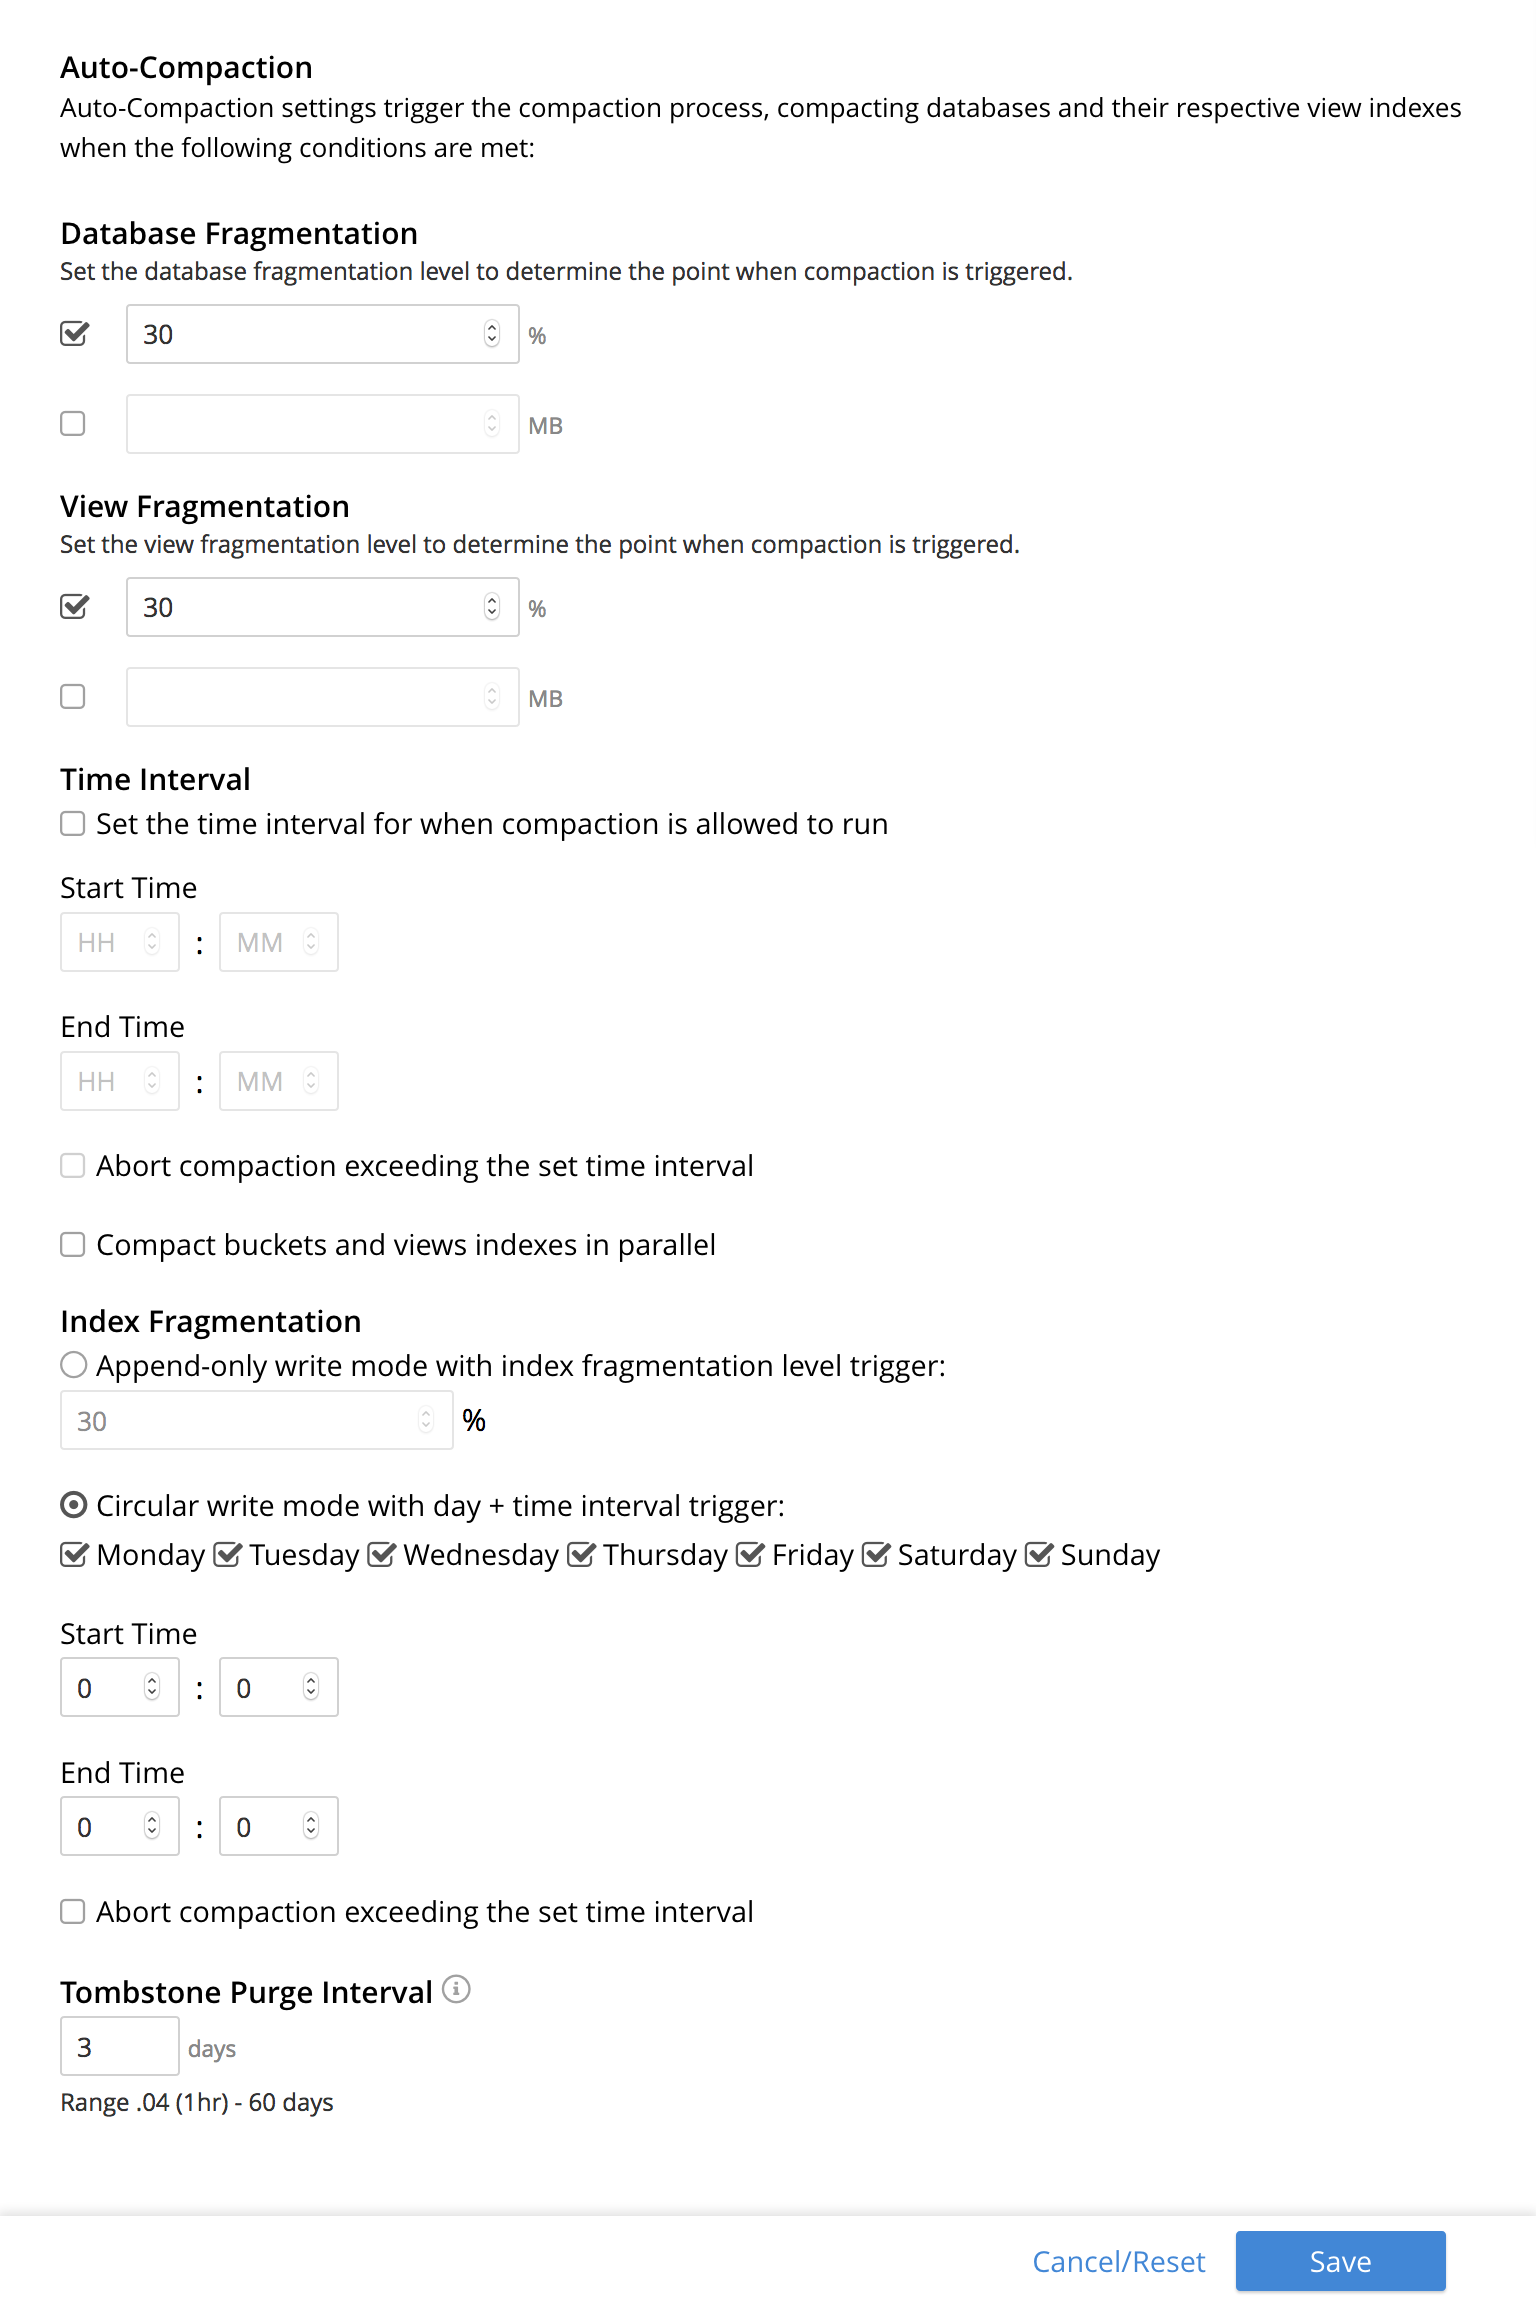 Auto-Compaction
Auto-Compaction settings trigger the compaction process, compacting databases and their respective view indexes
when the following conditions are met:
Database Fragmentation
Set the database fragmentation level to determine the point when compaction is triggered.
30 %
MB
View Fragmentation
Set the view fragmentation level to determine the point when compaction is triggered.
30 %
MB
Time Interval
Set the time interval for when compaction is allowed to run
Start Time
HH : MM
End Time
HH : MM
Abort compaction exceeding the set time interval
Compact buckets and views indexes in parallel
Index Fragmentation
Append-only write mode with index fragmentation level trigger:
30 %
Circular write mode with day + time interval trigger:
Monday Tuesday Wednesday Thursday Friday Saturday Sunday
Start Time
0 : 0
End Time
0 : 0
Abort compaction exceeding the set time interval
Tombstone Purge Interval
3 days
Range .04 (1hr) - 60 days
Cancel/Reset Save